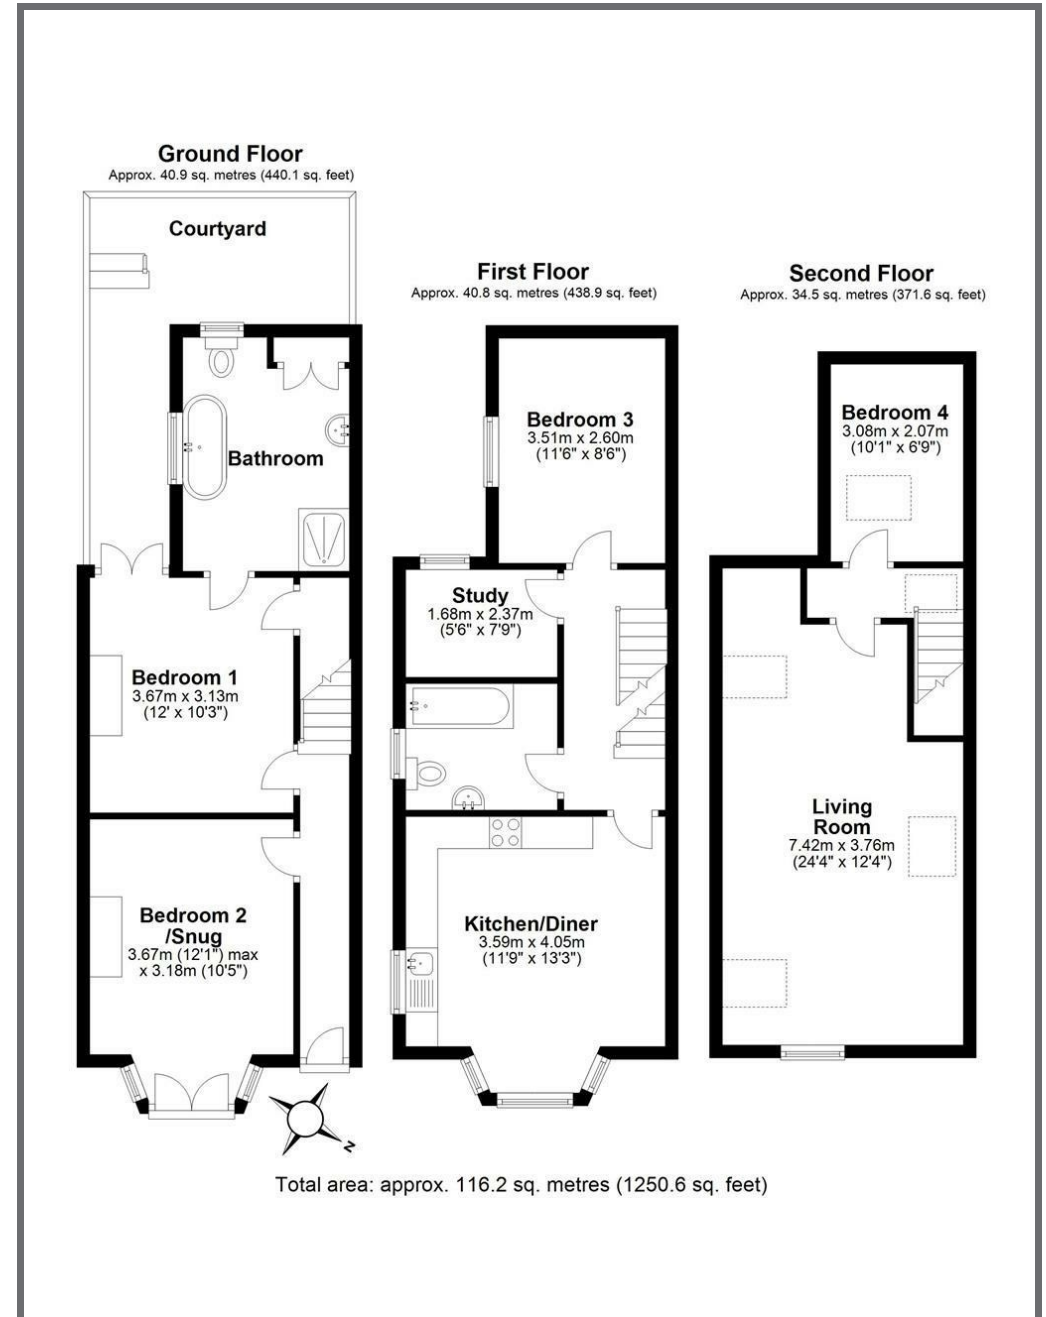 Ground Floor
Approx. 40.9 sq. metres (440.1 sq. feet)
Courtyard
Bathroom
Bedroom 1
3.67m x 3.13m
(12' x 10'3")
Bedroom 2
/Snug
3.67m (12'1") max
x 3.18m (10'5")
First Floor
Approx. 40.8 sq. metres (438.9 sq. feet)
Bedroom 3
3.51m x 2.60m
(11'6" x 8'6")
Study
1.68m x 2.37m
(5'6" x 7'9")
Kitchen/Diner
3.59m x 4.05m
(11'9" x 13'3")
Second Floor
Approx. 34.5 sq. metres (371.6 sq. feet)
Bedroom 4
3.08m x 2.07m
(10'1" x 6'9")
Living
Room
7.42m x 3.76m
(24'4" x 12'4")
N
Total area: approx. 116.2 sq. metres (1250.6 sq. feet)